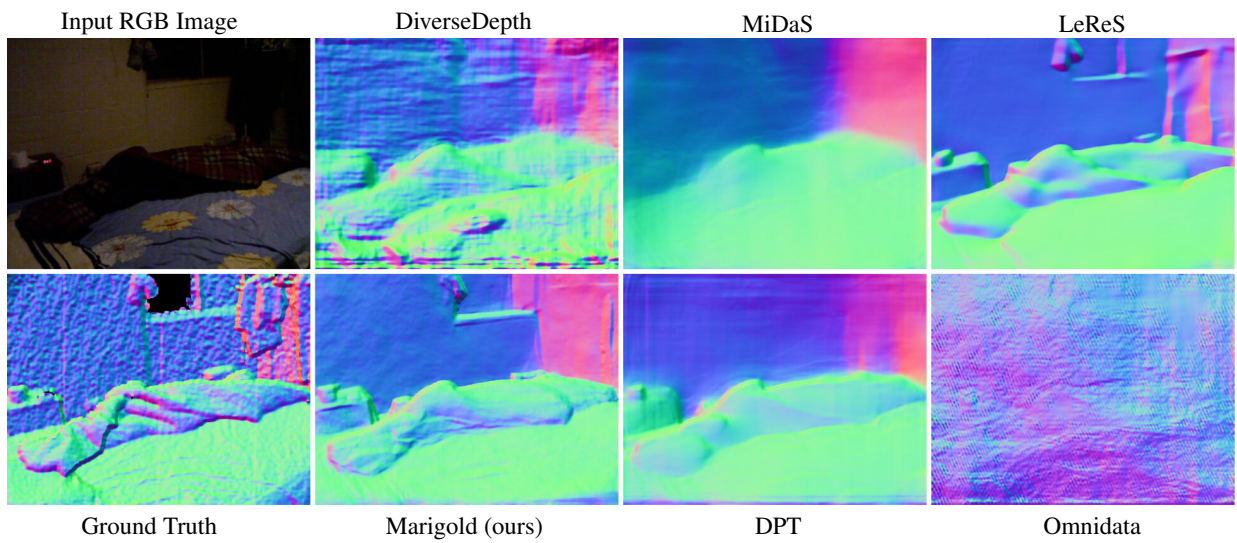 Input RGB Image
DiverseDepth
MiDaS
LeReS
Ground Truth
Marigold (ours)
DPT
Omnidata